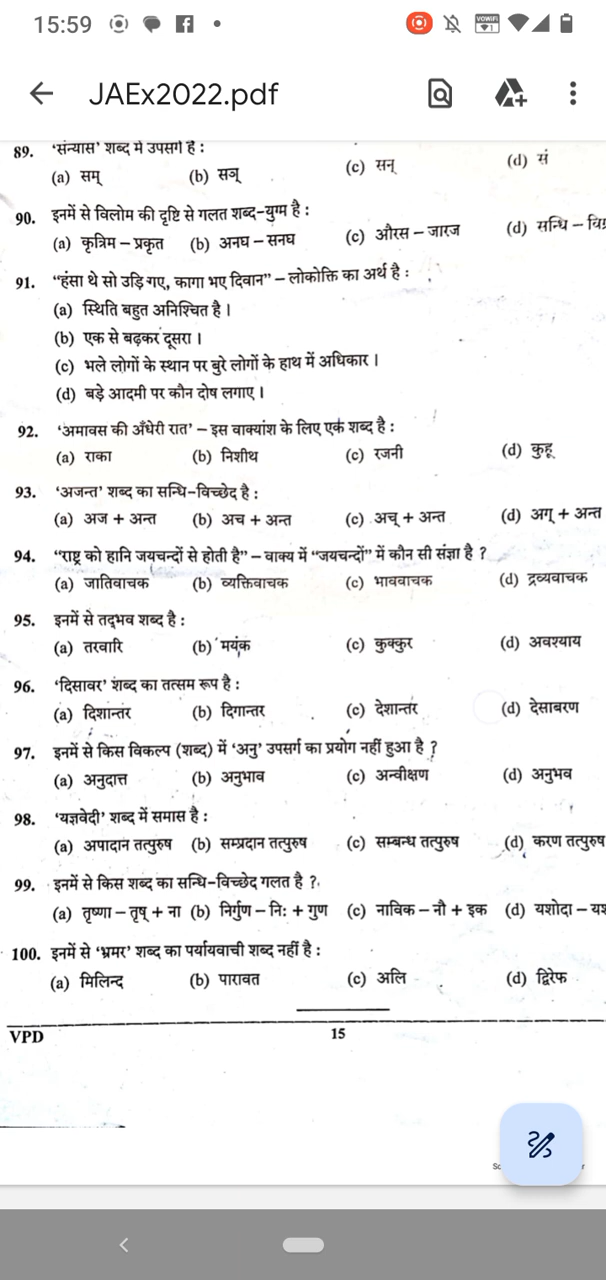 15:59
VOWIFI
1
JAEx2022.pdf
89. 'संन्यास' शब्द में उपसर्ग है :
(a) सम् (b) सञ् (c) सन् (d) सं
90. इनमें से विलोम की दृष्टि से गलत शब्द-युग्म है :
(a) कृत्रिम – प्रकृत (b) अनघ – सनघ (c) औरस – जारज (d) सन्धि –
91. "हंसा थे सो उड़ि गए, कागा भए दिवान" – लोकोक्ति का अर्थ है :
(a) स्थिति बहुत अनिश्चित है ।
(b) एक से बढ़कर दूसरा ।
(c) भले लोगों के स्थान पर बुरे लोगों के हाथ में अधिकार ।
(d) बड़े आदमी पर कौन दोष लगाए ।
92. 'अमावस की अँधेरी रात' – इस वाक्यांश के लिए एक शब्द है :
(a) राका (b) निशीथ (c) रजनी (d) कुहू
93. 'अजन्त' शब्द का सन्धि-विच्छेद है :
(a) अज + अन्त (b) अच + अन्त (c) अच् + अन्त (d) अग् + अन्त
94. "राष्ट्र को हानि जयचन्दों से होती है" – वाक्य में "जयचन्दों" में कौन सी संज्ञा है ?
(a) जातिवाचक (b) व्यक्तिवाचक (c) भाववाचक (d) द्रव्यवाचक
95. इनमें से तद्भव शब्द है :
(a) तरवारि (b) मयंक (c) कुक्कुर (d) अवश्याय
96. 'दिसावर' शब्द का तत्सम रूप है :
(a) दिशान्तर (b) दिगान्तर (c) देशान्तर (d) देसाबरण
97. इनमें से किस विकल्प (शब्द) में 'अनु' उपसर्ग का प्रयोग नहीं हुआ है ?
(a) अनुदात्त (b) अनुभाव (c) अन्वीक्षण (d) अनुभव
98. 'यज्ञवेदी' शब्द में समास है :
(a) अपादान तत्पुरुष (b) सम्प्रदान तत्पुरुष (c) सम्बन्ध तत्पुरुष (d) करण तत्पुरुष
99. इनमें से किस शब्द का सन्धि-विच्छेद गलत है ?
(a) तृष्णा – तृष् + ना (b) निर्गुण – निः + गुण (c) नाविक – नौ + इक (d) यशोदा –
100. इनमें से 'भ्रमर' शब्द का पर्यायवाची शब्द नहीं है :
(a) मिलिन्द (b) पारावत (c) अलि (d) द्विरेफ
VPD 15